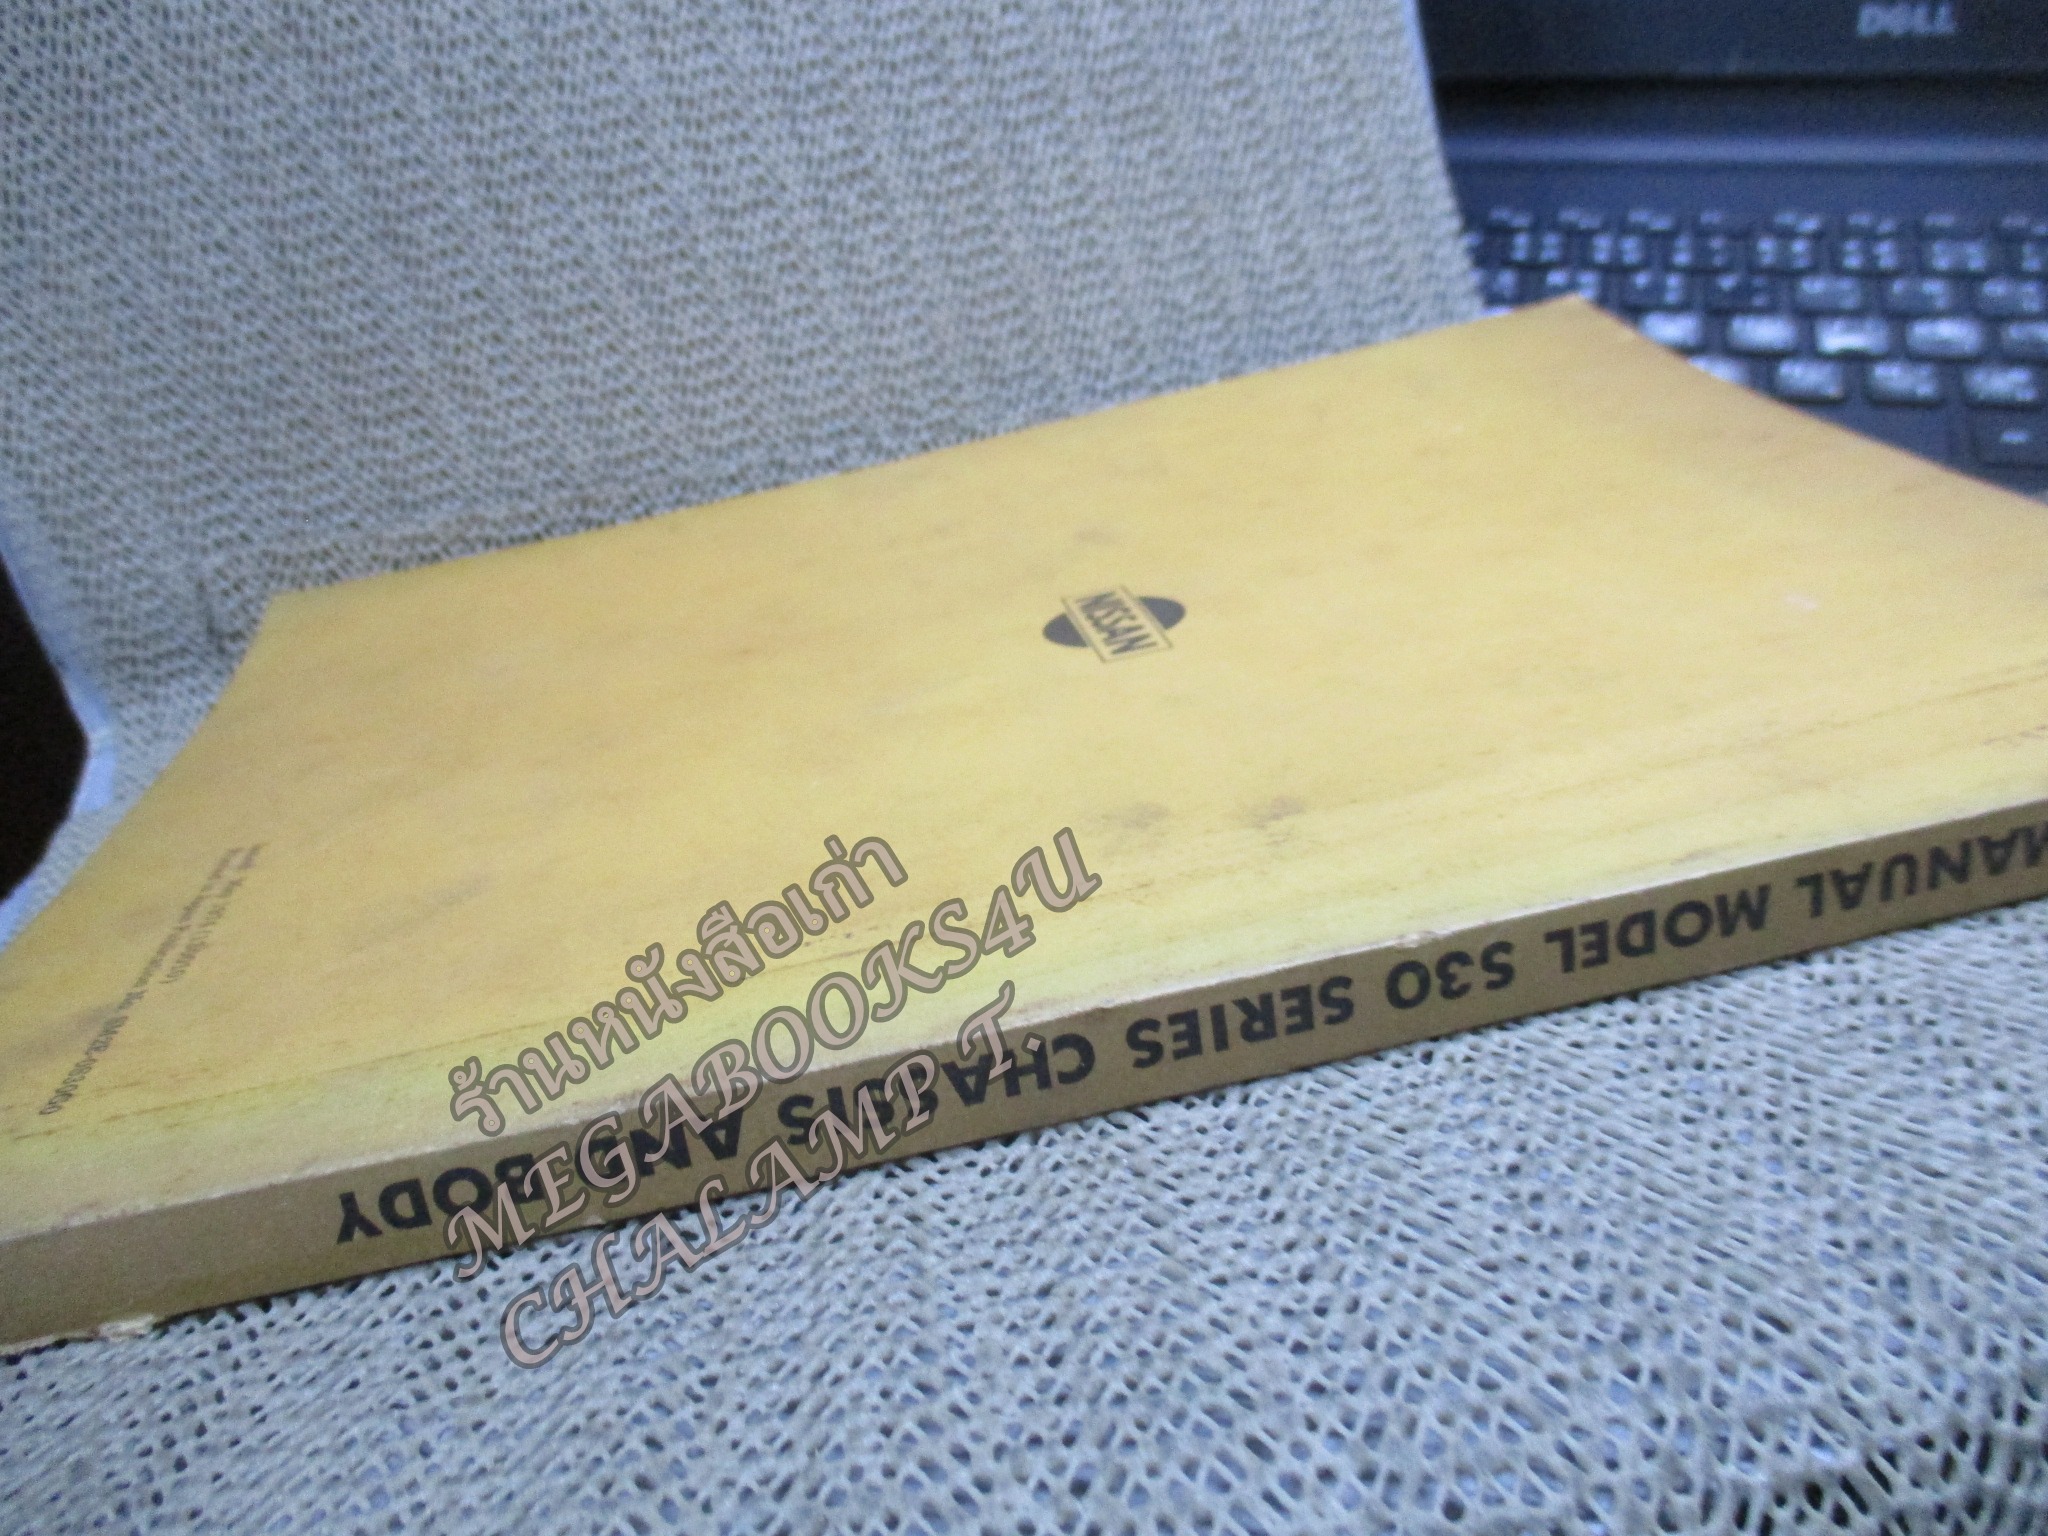 DELL
NISSAN
MANUAL MODEL S30 SERIES CHASSIS AND BODY
ร้านหนังสือเก่า
MEGABOOKS4U
CHALAMP T.